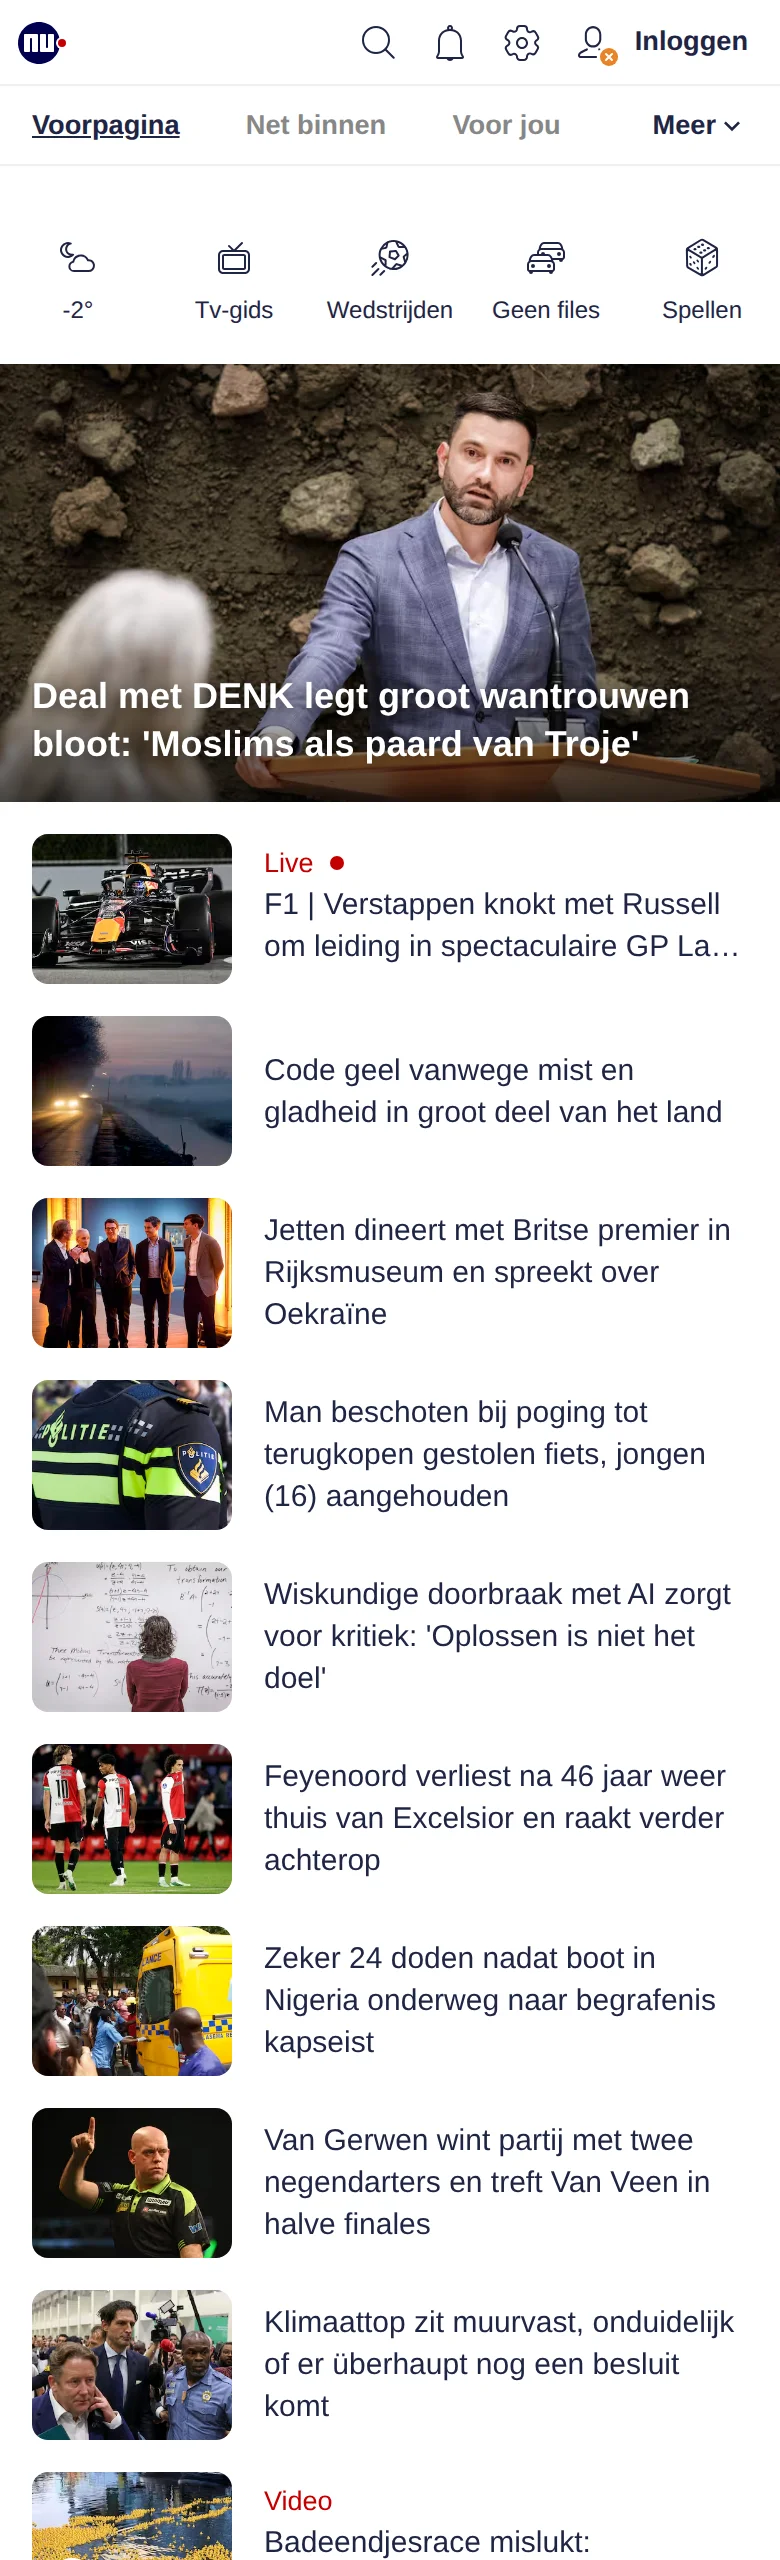 nu
Inloggen
Voorpagina
Net binnen
Voor jou
Meer
-2°
Tv-gids
Wedstrijden
Geen files
Spellen
Deal met DENK legt groot wantrouwen
bloot: 'Moslims als paard van Troje'
Live
F1 | Verstappen knokt met Russell
om leiding in spectaculaire GP La…
Code geel vanwege mist en
gladheid in groot deel van het land
Jetten dineert met Britse premier in
Rijksmuseum en spreekt over
Oekraïne
POLITIE
POLITIE
Man beschoten bij poging tot
terugkopen gestolen fiets, jongen
(16) aangehouden
Wiskundige doorbraak met AI zorgt
voor kritiek: 'Oplossen is niet het
doel'
10
11
Feyenoord verliest na 46 jaar weer
thuis van Excelsior en raakt verder
achterop
Zeker 24 doden nadat boot in
Nigeria onderweg naar begrafenis
kapseist
Van Gerwen wint partij met twee
negendarters en treft Van Veen in
halve finales
Klimaattop zit muurvast, onduidelijk
of er überhaupt nog een besluit
komt
Video
Badeendjesrace mislukt: